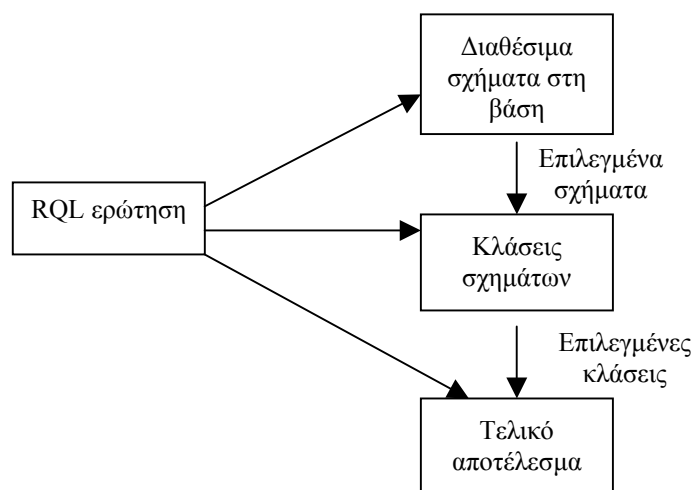 Διαθέσιμα
σχήματα στη
βάση
Επιλεγμένα
σχήματα
RQL ερώτηση
Κλάσεις
σχημάτων
Επιλεγμένες
κλάσεις
Τελικό
αποτέλεσμα